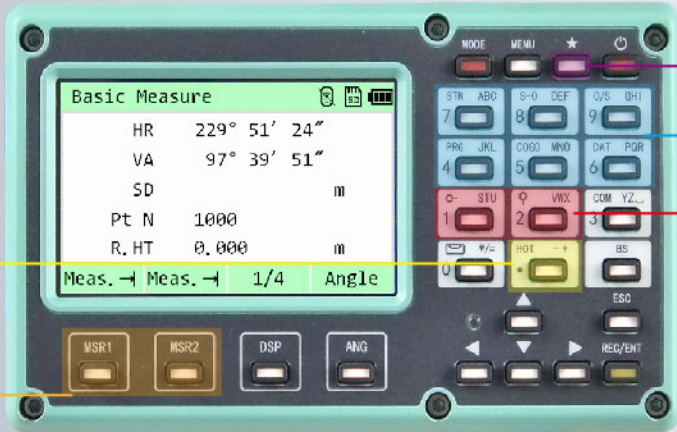 MODE MENU ★
Basic Measure
HR 229° 51′ 24″
VA 97° 39′ 51″
SD m
Pt N 1000
R.HT 0.000 m
Meas. Meas. 1/4 Angle
STN ABC S-O DEF O/S GHI
7 8 9
PRG JKL COGO MNO DAT PQR
4 5 6
STU VWX COM YZ_
1 2 3
*/= HOT -+ BS
0 .
ESC
MSR1 MSR2 DSP ANG REC/ENT